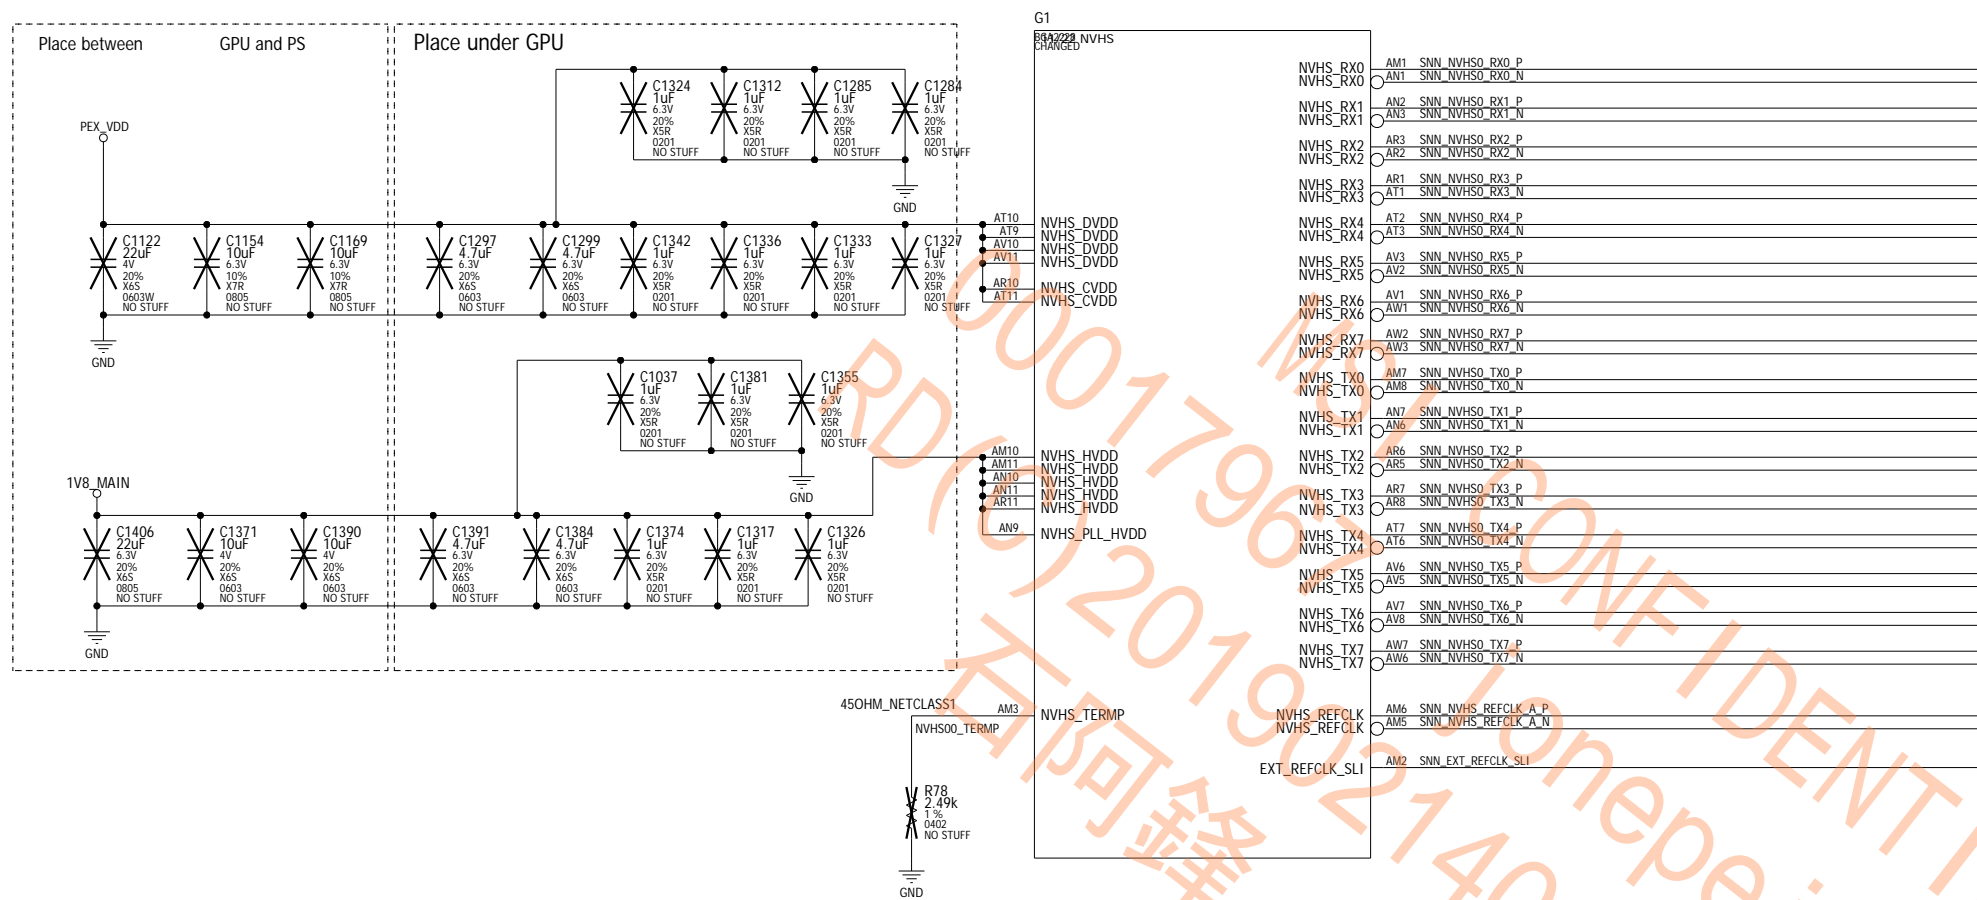 Place between GPU and PS
Place under GPU
PEX_VDD
C1324
1uF
6.3V
20%
X5R
0201
NO STUFF
C1312
1uF
6.3V
20%
X5R
0201
NO STUFF
C1285
1uF
6.3V
20%
X5R
0201
NO STUFF
C1284
1uF
6.3V
20%
X5R
0201
NO STUFF
GND
C1122
22uF
4V
20%
X6S
0603W
NO STUFF
C1154
10uF
6.3V
10%
X7R
0805
NO STUFF
C1169
10uF
6.3V
10%
X7R
0805
NO STUFF
C1297
4.7uF
6.3V
20%
X6S
0603
NO STUFF
C1299
4.7uF
6.3V
20%
X6S
0603
NO STUFF
C1342
1uF
6.3V
20%
X5R
0201
NO STUFF
C1336
1uF
6.3V
20%
X5R
0201
NO STUFF
C1333
1uF
6.3V
20%
X5R
0201
NO STUFF
C1327
1uF
6.3V
20%
X5R
0201
NO STUFF
GND
C1037
1uF
6.3V
20%
X5R
0201
NO STUFF
C1381
1uF
6.3V
20%
X5R
0201
NO STUFF
C1355
1uF
6.3V
20%
X5R
0201
NO STUFF
GND
1V8_MAIN
C1406
22uF
6.3V
20%
X6S
0805
NO STUFF
C1371
10uF
4V
20%
X6S
0603
NO STUFF
C1390
10uF
4V
20%
X6S
0603
NO STUFF
C1391
4.7uF
6.3V
20%
X6S
0603
NO STUFF
C1384
4.7uF
6.3V
20%
X6S
0603
NO STUFF
C1374
1uF
6.3V
20%
X5R
0201
NO STUFF
C1317
1uF
6.3V
20%
X5R
0201
NO STUFF
C1326
1uF
6.3V
20%
X5R
0201
NO STUFF
GND
G1
NVHS
CHANGED
AT10 NVHS_DVDD
AT9 NVHS_DVDD
AV10 NVHS_DVDD
AV11 NVHS_DVDD
AR10 NVHS_CVDD
AT11 NVHS_CVDD
AM10 NVHS_HVDD
AM11 NVHS_HVDD
AN10 NVHS_HVDD
AN11 NVHS_HVDD
AR11 NVHS_HVDD
AN9 NVHS_PLL_HVDD
45OHM_NETCLASS1 AM3 NVHS_TERMP
NVHS00_TERMP
R78
2.49k
1 %
0402
NO STUFF
GND
NVHS_RX0 AM1 SNN_NVHS0_RX0_P
NVHS_RX0 AN1 SNN_NVHS0_RX0_N
NVHS_RX1 AN2 SNN_NVHS0_RX1_P
NVHS_RX1 AN3 SNN_NVHS0_RX1_N
NVHS_RX2 AR3 SNN_NVHS0_RX2_P
NVHS_RX2 AR2 SNN_NVHS0_RX2_N
NVHS_RX3 AR1 SNN_NVHS0_RX3_P
NVHS_RX3 AT1 SNN_NVHS0_RX3_N
NVHS_RX4 AT2 SNN_NVHS0_RX4_P
NVHS_RX4 AT3 SNN_NVHS0_RX4_N
NVHS_RX5 AV3 SNN_NVHS0_RX5_P
NVHS_RX5 AV2 SNN_NVHS0_RX5_N
NVHS_RX6 AV1 SNN_NVHS0_RX6_P
NVHS_RX6 AW1 SNN_NVHS0_RX6_N
NVHS_RX7 AW2 SNN_NVHS0_RX7_P
NVHS_RX7 AW3 SNN_NVHS0_RX7_N
NVHS_TX0 AM7 SNN_NVHS0_TX0_P
NVHS_TX0 AM8 SNN_NVHS0_TX0_N
NVHS_TX1 AN7 SNN_NVHS0_TX1_P
NVHS_TX1 AN6 SNN_NVHS0_TX1_N
NVHS_TX2 AR6 SNN_NVHS0_TX2_P
NVHS_TX2 AR5 SNN_NVHS0_TX2_N
NVHS_TX3 AR7 SNN_NVHS0_TX3_P
NVHS_TX3 AR8 SNN_NVHS0_TX3_N
NVHS_TX4 AT7 SNN_NVHS0_TX4_P
NVHS_TX4 AT6 SNN_NVHS0_TX4_N
NVHS_TX5 AV6 SNN_NVHS0_TX5_P
NVHS_TX5 AV5 SNN_NVHS0_TX5_N
NVHS_TX6 AV7 SNN_NVHS0_TX6_P
NVHS_TX6 AV8 SNN_NVHS0_TX6_N
NVHS_TX7 AW7 SNN_NVHS0_TX7_P
NVHS_TX7 AW6 SNN_NVHS0_TX7_N
NVHS_REFCLK AM6 SNN_NVHS_REFCLK_A_P
NVHS_REFCLK AM5 SNN_NVHS_REFCLK_A_N
EXT_REFCLK_SLI AM2 SNN_EXT_REFCLK_SLI
MSI CONFIDENTI
00017967 jonepei
RD(C)201902140
石阿鋒